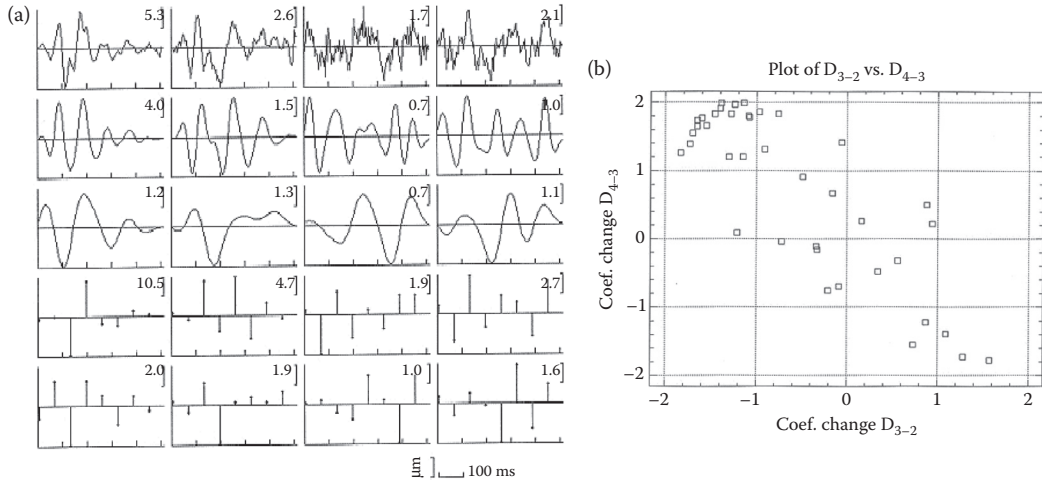 (a)
5.3 2.6 1.7 2.1
4.0 1.5 0.7 1.0
1.2 1.3 0.7 1.1
10.5 4.7 1.9 2.7
2.0 1.9 1.0 1.6
μm
100 ms
(b)
Plot of D3–2 vs. D4–3
Coef. change D4–3
2
1
0
−1
−2
−2 −1 0 1 2
Coef. change D3–2